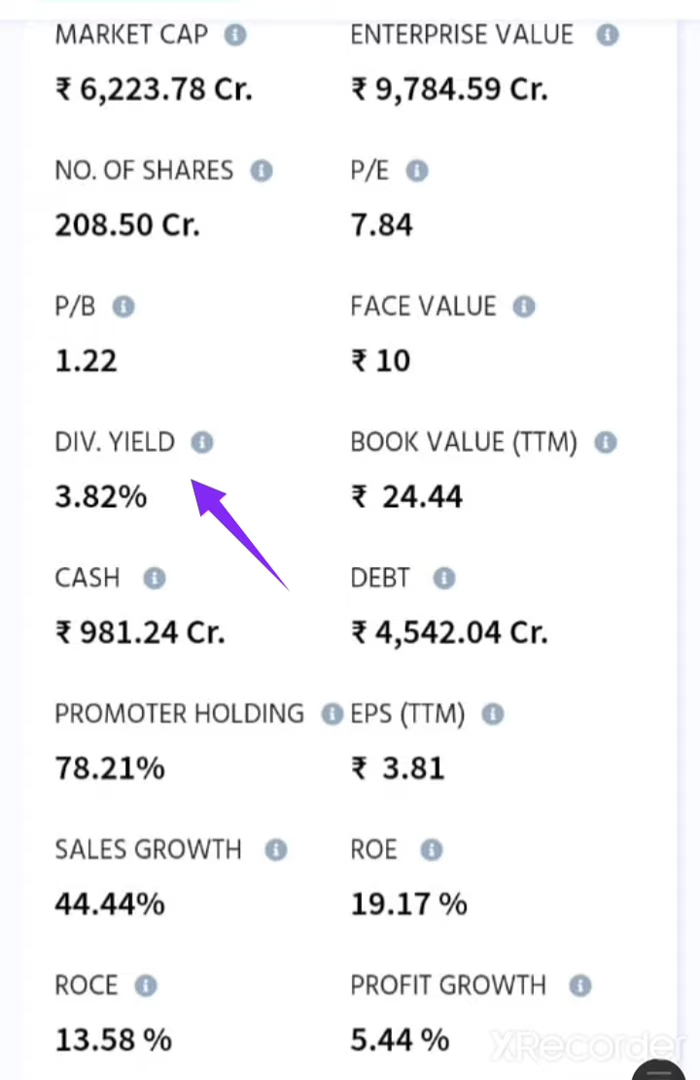 MARKET CAP ENTERPRISE VALUE
₹ 6,223.78 Cr. ₹ 9,784.59 Cr.
NO. OF SHARES P/E
208.50 Cr. 7.84
P/B FACE VALUE
1.22 ₹ 10
DIV. YIELD BOOK VALUE (TTM)
3.82% ₹ 24.44
CASH DEBT
₹ 981.24 Cr. ₹ 4,542.04 Cr.
PROMOTER HOLDING EPS (TTM)
78.21% ₹ 3.81
SALES GROWTH ROE
44.44% 19.17 %
ROCE PROFIT GROWTH
13.58 % 5.44 %
XRecorder